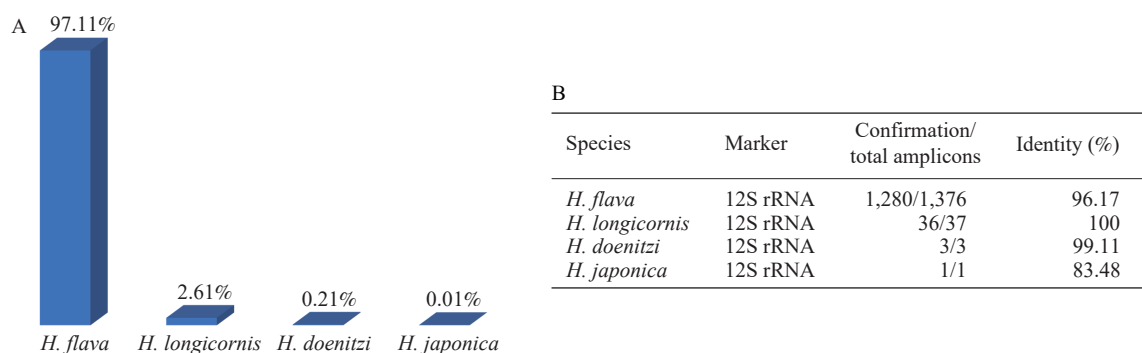 A
97.11%
2.61%
0.21%
0.01%
H. flava H. longicornis H. doenitzi H. japonica
B
Species Marker Confirmation/ total amplicons Identity (%)
H. flava 12S rRNA 1,280/1,376 96.17
H. longicornis 12S rRNA 36/37 100
H. doenitzi 12S rRNA 3/3 99.11
H. japonica 12S rRNA 1/1 83.48